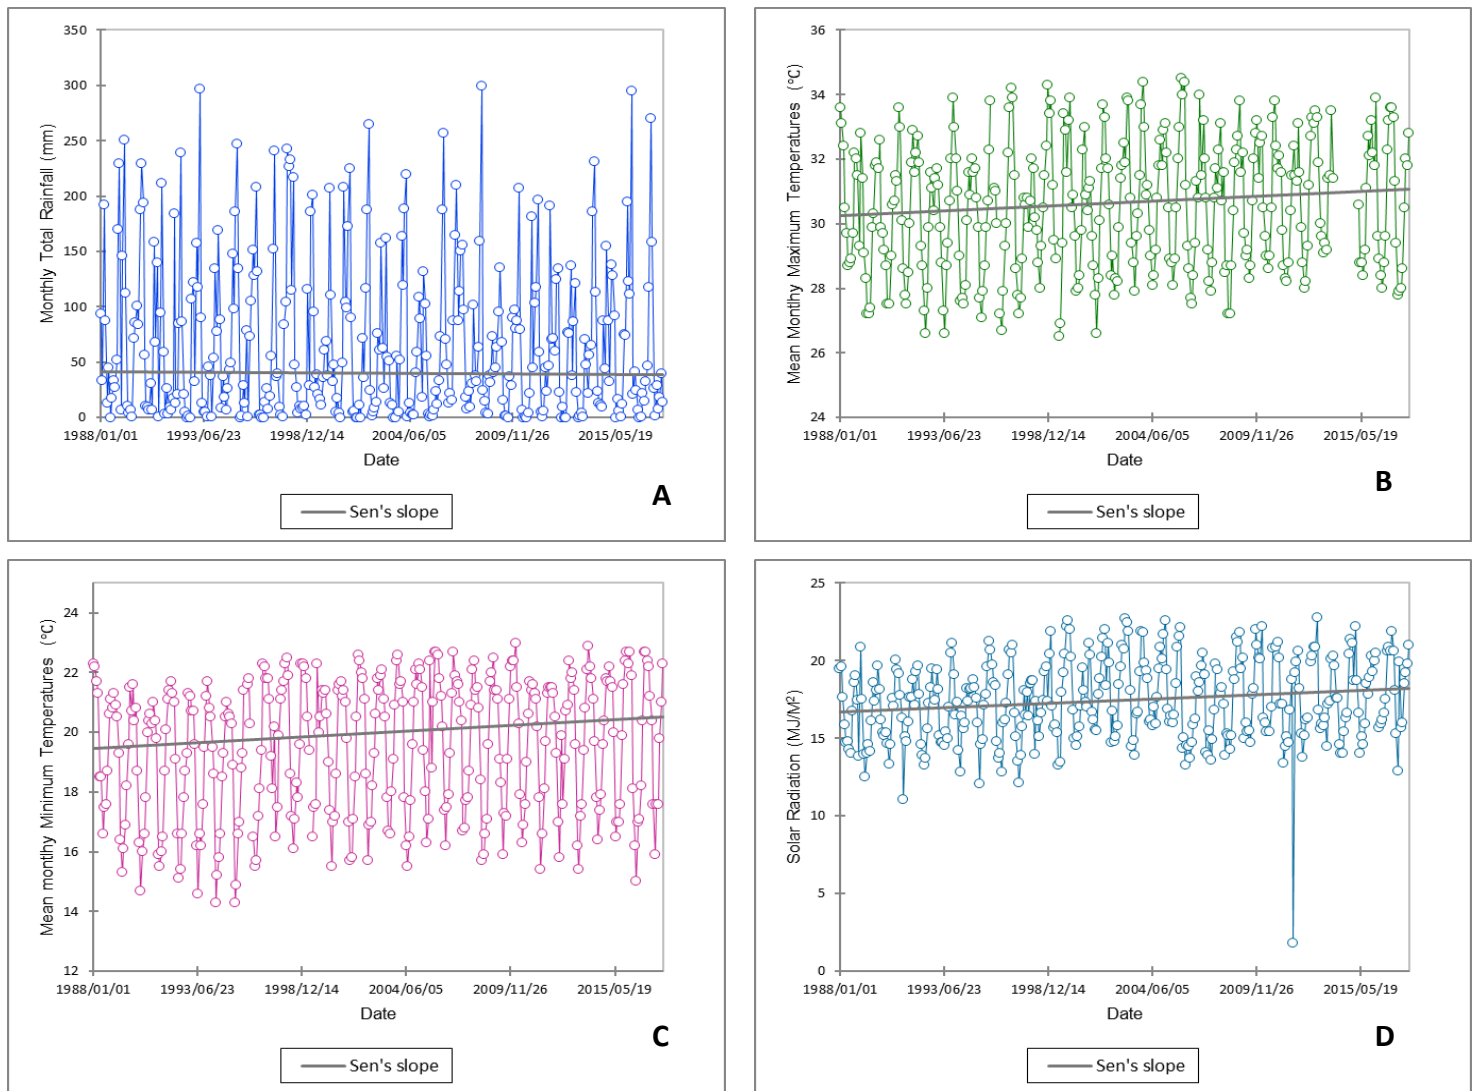 350
300
250
200
150
100
50
0
Monthly Total Rainfall (mm)
1988/01/01 1993/06/23 1998/12/14 2004/06/05 2009/11/26 2015/05/19
Date
A
Sen's slope
36
34
32
30
28
26
24
Mean Monthy Maximum Temperatures (°C)
1988/01/01 1993/06/23 1998/12/14 2004/06/05 2009/11/26 2015/05/19
Date
B
Sen's slope
24
22
20
18
16
14
12
Mean monthy Minimum Temperatures (°C)
1988/01/01 1993/06/23 1998/12/14 2004/06/05 2009/11/26 2015/05/19
Date
C
Sen's slope
25
20
15
10
5
0
Solar Radiation (MJ/M²)
1988/01/01 1993/06/23 1998/12/14 2004/06/05 2009/11/26 2015/05/19
Date
D
Sen's slope